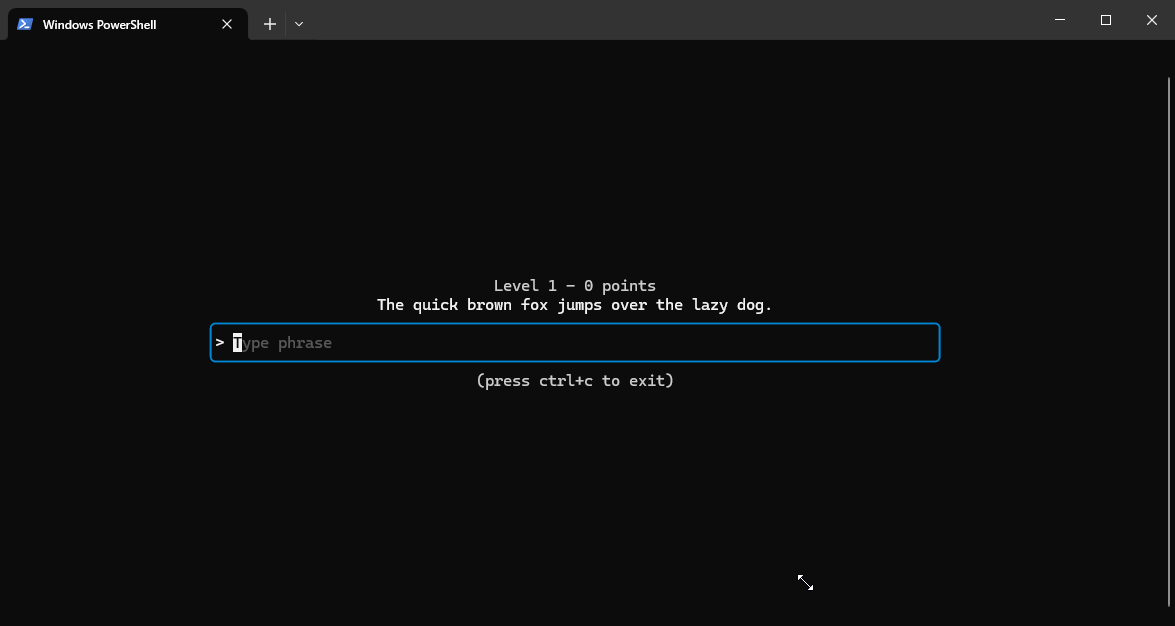 Windows PowerShell
Level 1 - 0 points
The quick brown fox jumps over the lazy dog.
> Type phrase
(press ctrl+c to exit)